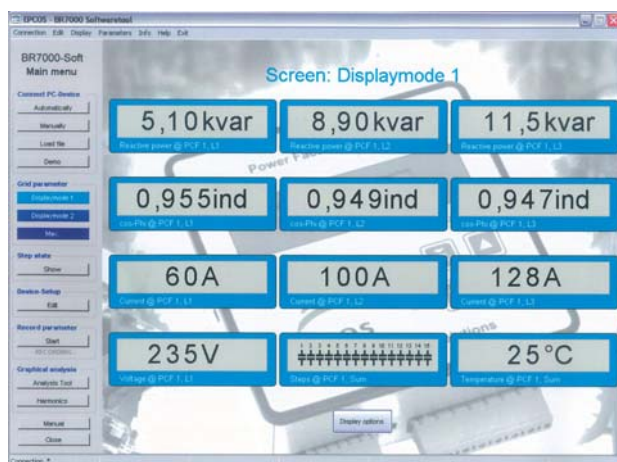 EPCOS - BR7000 Softwaretool
Connection Edit Display Parameters Info Help Exit
BR7000-Soft
Main menu
Screen: Displaymode 1
Connect PC-Device
Automatically
Manually
Load file
Demo
Grid parameter
Displaymode 1
Displaymode 2
Max.
Step state
Show
Device-Setup
Edit
Record parameter
Start
RECORDING...
Graphical analysis
Analysis Tool
Harmonics
Manual
Close
5,10kvar
Reactive power @ PCF 1, L1
8,90kvar
Reactive power @ PCF 1, L2
11,5kvar
Reactive power @ PCF 1, L3
Power Fac
0,955ind
cos-Phi @ PCF 1, L1
0,949ind
cos-Phi @ PCF 1, L2
0,947ind
cos-Phi @ PCF 1, L3
60A
Current @ PCF 1, L1
100A
Current @ PCF 1, L2
128A
Current @ PCF 1, L3
235V
Voltage @ PCF 1, L1
1 2 3 4 5 6 7 8 9 10 11 12 13 14 15
Steps @ PCF 1, Sum
25°C
Temperature @ PCF 1, Sum
Display options
Connection